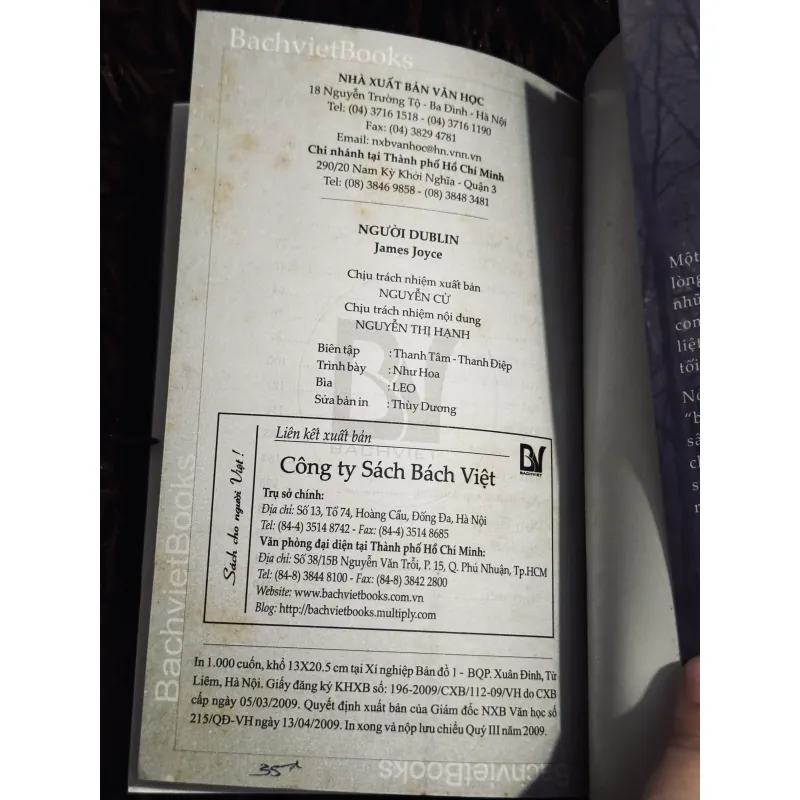 BachvietBooks
NHÀ XUẤT BẢN VĂN HỌC
18 Nguyễn Trường Tộ - Ba Đình - Hà Nội
Tel: (04) 3716 1518 - (04) 3716 1190
Fax: (04) 3829 4781
Email: nxbvanhoc@hn.vnn.vn
Chi nhánh tại Thành phố Hồ Chí Minh
290/20 Nam Kỳ Khởi Nghĩa - Quận 3
Tel: (08) 3846 9858 - (08) 3848 3481
NGƯỜI DUBLIN
James Joyce
Chịu trách nhiệm xuất bản
NGUYỄN CỪ
Chịu trách nhiệm nội dung
NGUYỄN THỊ HẠNH
Biên tập : Thanh Tâm - Thanh Điệp
Trình bày : Như Hoa
Bìa : LEO
Sửa bản in : Thùy Dương
BV
BACHVIET
Liên kết xuất bản
BV
BACHVIET
Sách cho người Việt !
Công ty Sách Bách Việt
Trụ sở chính:
Địa chỉ: Số 13, Tổ 74, Hoàng Cầu, Đống Đa, Hà Nội
Tel: (84-4) 3514 8742 - Fax: (84-4) 3514 8685
Văn phòng đại diện tại Thành phố Hồ Chí Minh:
Địa chỉ: Số 38/15B Nguyễn Văn Trỗi, P. 15, Q. Phú Nhuận, Tp.HCM
Tel: (84-8) 3844 8100 - Fax: (84-8) 3842 2800
Website: www.bachvietbooks.com.vn
Blog: http://bachvietbooks.multiply.com
BachvietBooks
In 1.000 cuốn, khổ 13X20.5 cm tại Xí nghiệp Bản đồ 1 - BQP. Xuân Đỉnh, Từ
Liêm, Hà Nội. Giấy đăng ký KHXB số: 196-2009/CXB/112-09/VH do CXB
cấp ngày 05/03/2009. Quyết định xuất bản của Giám đốc NXB Văn học số
215/QĐ-VH ngày 13/04/2009. In xong và nộp lưu chiểu Quý III năm 2009.
BachvietBooks
Một
lòng
nhữ
con
liệt
tối